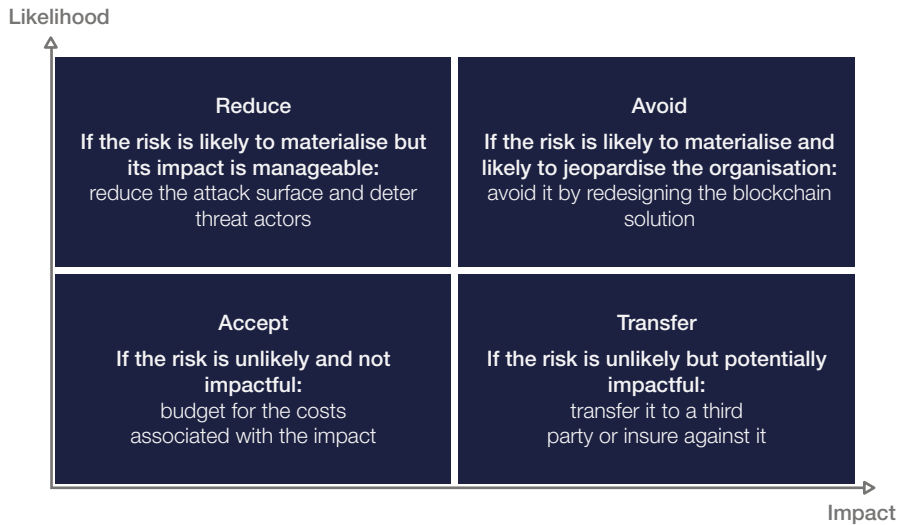 Likelihood
Reduce
If the risk is likely to materialise but
its impact is manageable:
reduce the attack surface and deter
threat actors
Avoid
If the risk is likely to materialise and
likely to jeopardise the organisation:
avoid it by redesigning the blockchain
solution
Accept
If the risk is unlikely and not
impactful:
budget for the costs
associated with the impact
Transfer
If the risk is unlikely but potentially
impactful:
transfer it to a third
party or insure against it
Impact